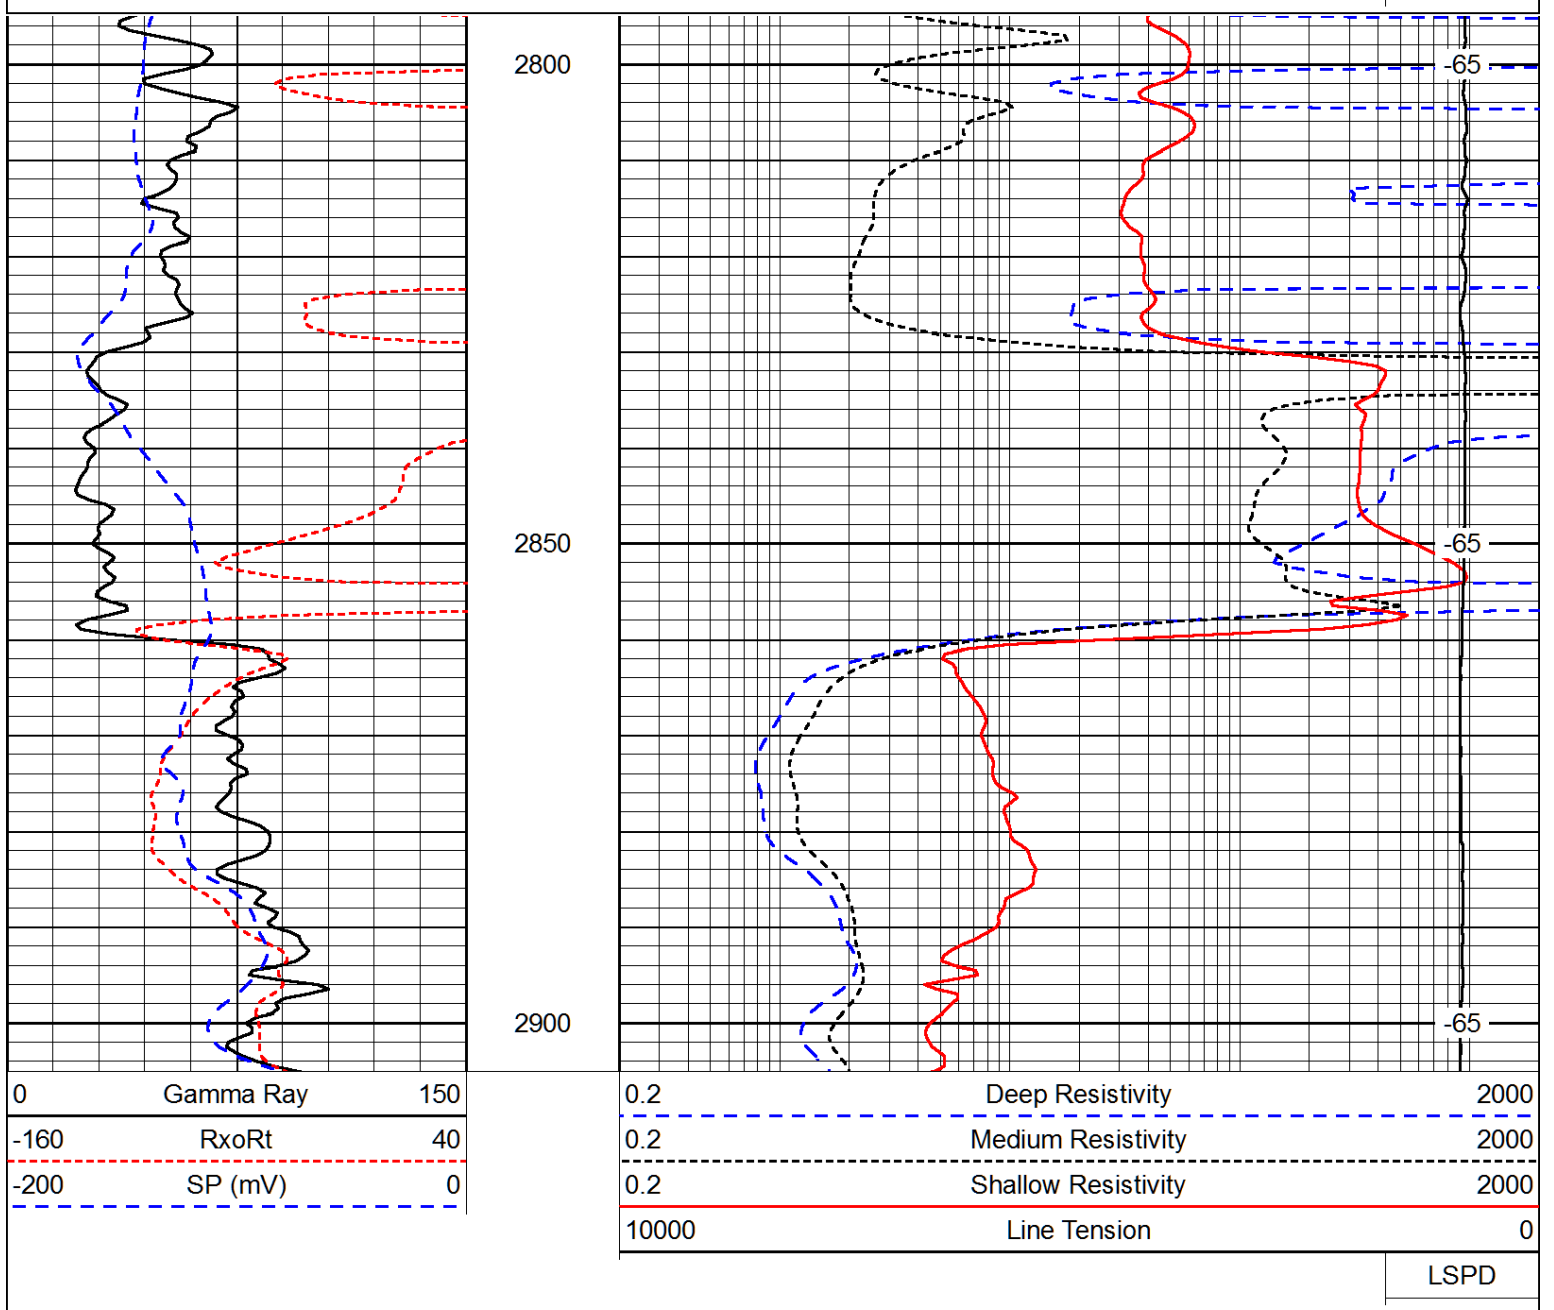 2800 -65
2850 -65
2900 -65
0 Gamma Ray 150
-160 RxoRt 40
-200 SP (mV) 0
0.2 Deep Resistivity 2000
0.2 Medium Resistivity 2000
0.2 Shallow Resistivity 2000
10000 Line Tension 0
LSPD